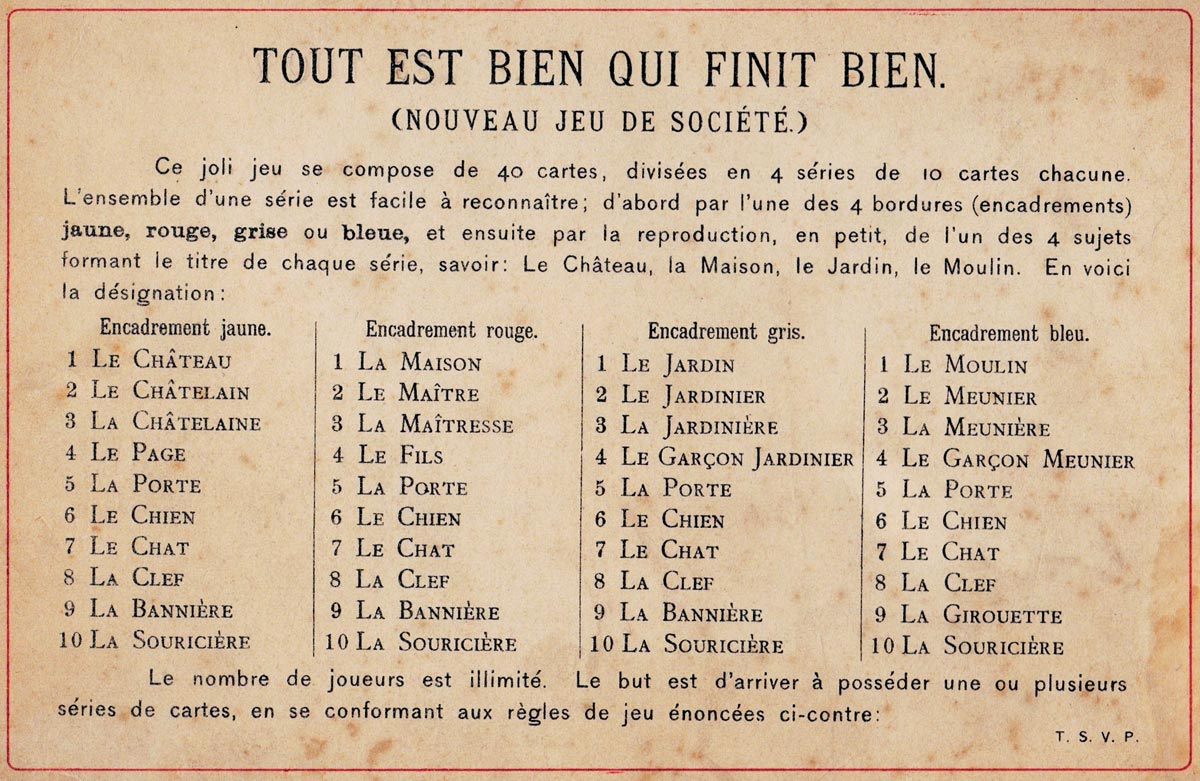 TOUT EST BIEN QUI FINIT BIEN.
(NOUVEAU JEU DE SOCIÉTÉ.)
Ce joli jeu se compose de 40 cartes, divisées en 4 séries de 10 cartes chacune.
L'ensemble d'une série est facile à reconnaître; d'abord par l'une des 4 bordures (encadrements)
jaune, rouge, grise ou bleue, et ensuite par la reproduction, en petit, de l'un des 4 sujets
formant le titre de chaque série, savoir: Le Château, la Maison, le Jardin, le Moulin. En voici
la désignation:
Encadrement jaune.
1 LE CHÂTEAU
2 LE CHÂTELAIN
3 LA CHÂTELAINE
4 LE PAGE
5 LA PORTE
6 LE CHIEN
7 LE CHAT
8 LA CLEF
9 LA BANNIÈRE
10 LA SOURICIÈRE
Encadrement rouge.
1 LA MAISON
2 LE MAÎTRE
3 LA MAÎTRESSE
4 LE FILS
5 LA PORTE
6 LE CHIEN
7 LE CHAT
8 LA CLEF
9 LA BANNIÈRE
10 LA SOURICIÈRE
Encadrement gris.
1 LE JARDIN
2 LE JARDINIER
3 LA JARDINIÈRE
4 LE GARÇON JARDINIER
5 LA PORTE
6 LE CHIEN
7 LE CHAT
8 LA CLEF
9 LA BANNIÈRE
10 LA SOURICIÈRE
Encadrement bleu.
1 LE MOULIN
2 LE MEUNIER
3 LA MEUNIÈRE
4 LE GARÇON MEUNIER
5 LA PORTE
6 LE CHIEN
7 LE CHAT
8 LA CLEF
9 LA GIROUETTE
10 LA SOURICIÈRE
Le nombre de joueurs est illimité. Le but est d'arriver à posséder une ou plusieurs
séries de cartes, en se conformant aux règles de jeu énoncées ci-contre:
T. S. V. P.